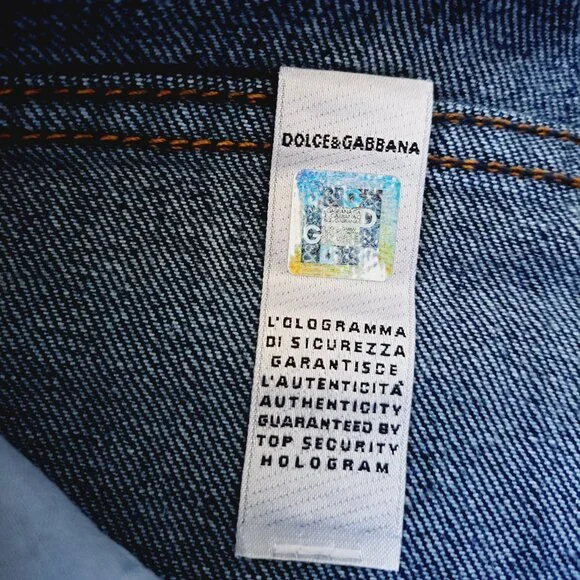 DOLCE&GABBANA
D
G
L'OLOGRAMMA
DI SICUREZZA
GARANTISCE
L'AUTENTICITÀ
AUTHENTICITY
GUARANTEED BY
TOP SECURITY
HOLOGRAM